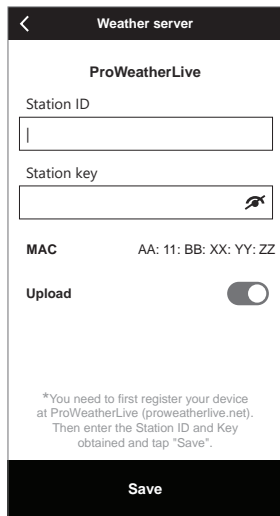 Weather server
ProWeatherLive
Station ID
Station key
MAC AA: 11: BB: XX: YY: ZZ
Upload
*You need to first register your device
at ProWeatherLive (proweatherlive.net).
Then enter the Station ID and Key
obtained and tap "Save".
Save